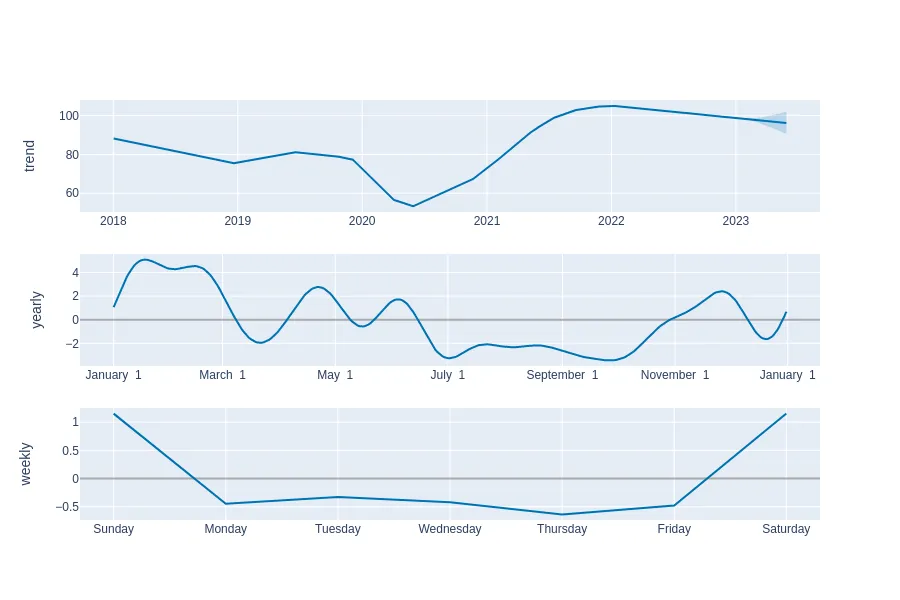 trend
100
80
60
2018 2019 2020 2021 2022 2023
yearly
4
2
0
−2
January 1 March 1 May 1 July 1 September 1 November 1 January 1
weekly
1
0.5
0
−0.5
Sunday Monday Tuesday Wednesday Thursday Friday Saturday